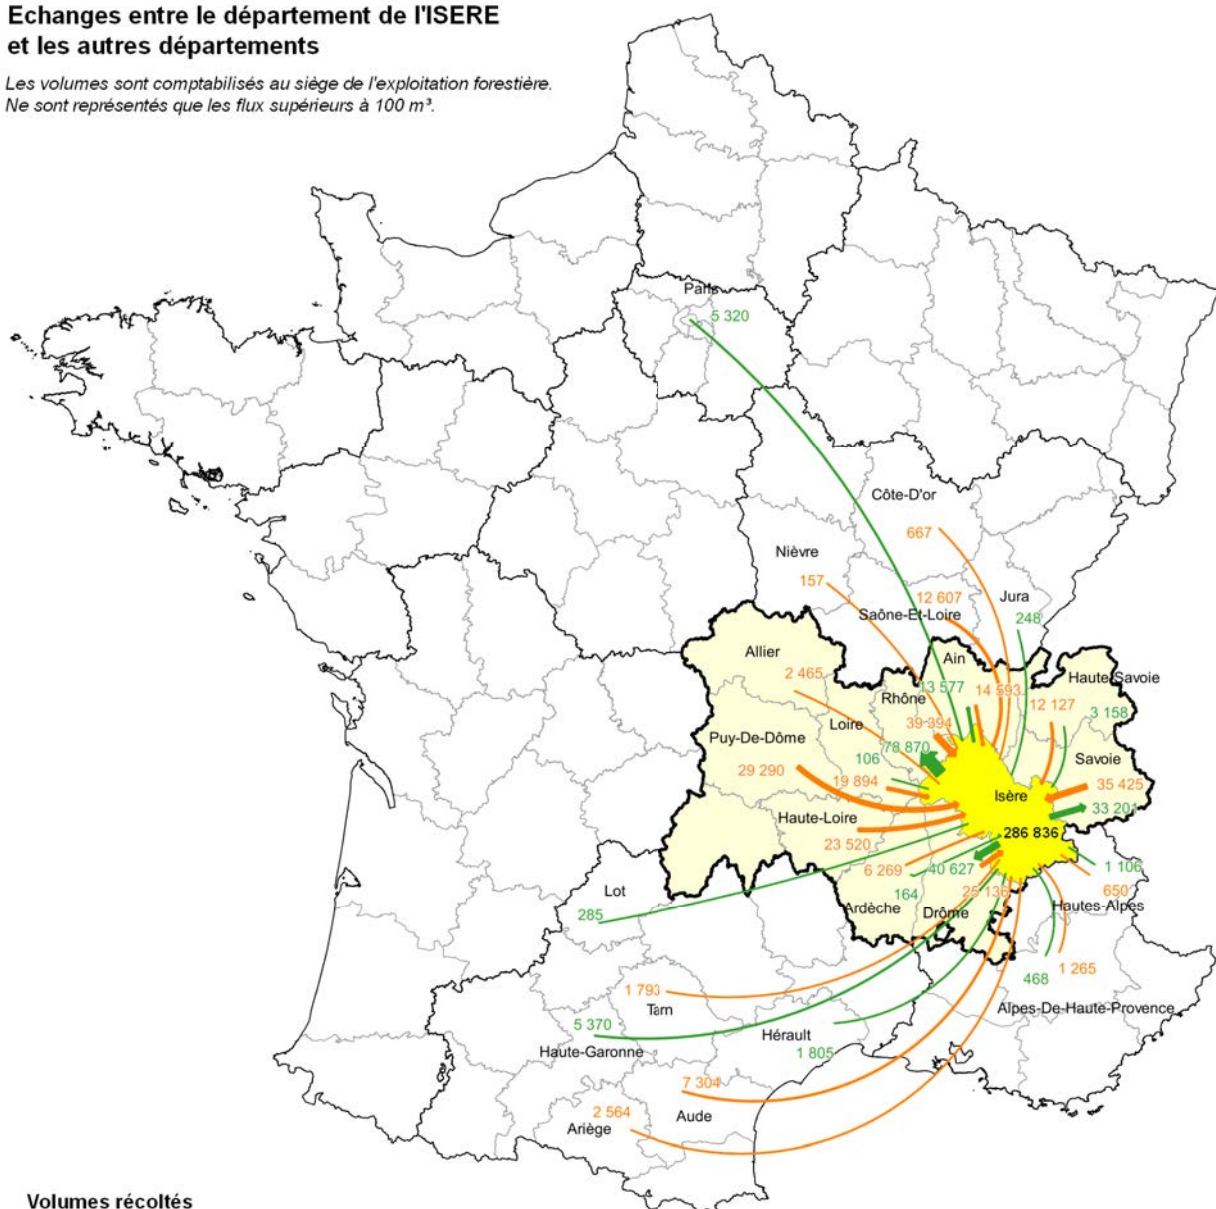 Echanges entre le département de l'ISERE
et les autres départements
Les volumes sont comptabilisés au siège de l'exploitation forestière.
Ne sont représentés que les flux supérieurs à 100 m³.
Paris
5 320
Côte-D'or
667
Nièvre
157
12 607
Saône-Et-Loire
Jura
248
Allier
2 465
Ain
13 577
14 593
Haute-Savoie
12 127
3 158
Rhône
39 394
Loire
78 870
Puy-De-Dôme
29 290
106
19 894
Savoie
35 425
33 201
Isère
286 836
Haute-Loire
23 520
6 269
40 627
164
25 136
1 106
650
Hautes-Alpes
Ardèche
Drôme
Lot
285
468
1 265
Alpes-De-Haute-Provence
1 793
Tarn
5 370
Haute-Garonne
Hérault
1 805
7 304
Aude
2 564
Ariège
Volumes récoltés